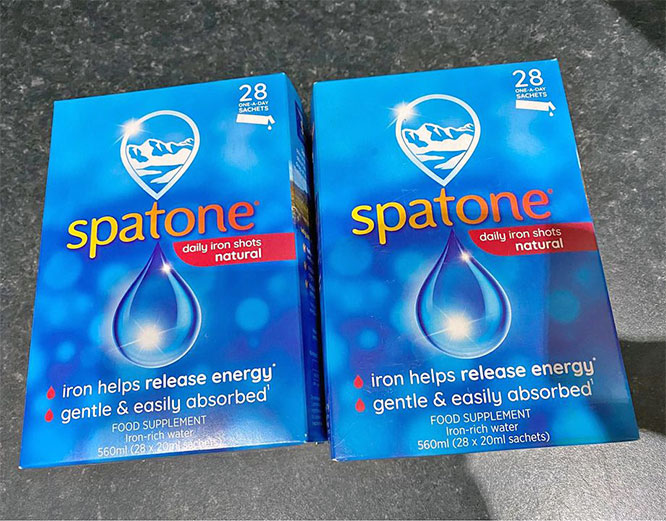 28
ONE-A-DAY
SACHETS
spatone®
daily iron shots
natural
iron helps release energy*
gentle & easily absorbed¹
FOOD SUPPLEMENT
Iron-rich water
560ml (28 x 20ml sachets)
28
ONE-A-DAY
SACHETS
spatone®
daily iron shots
natural
iron helps release energy*
gentle & easily absorbed¹
FOOD SUPPLEMENT
Iron-rich water
560ml (28 x 20ml sachets)